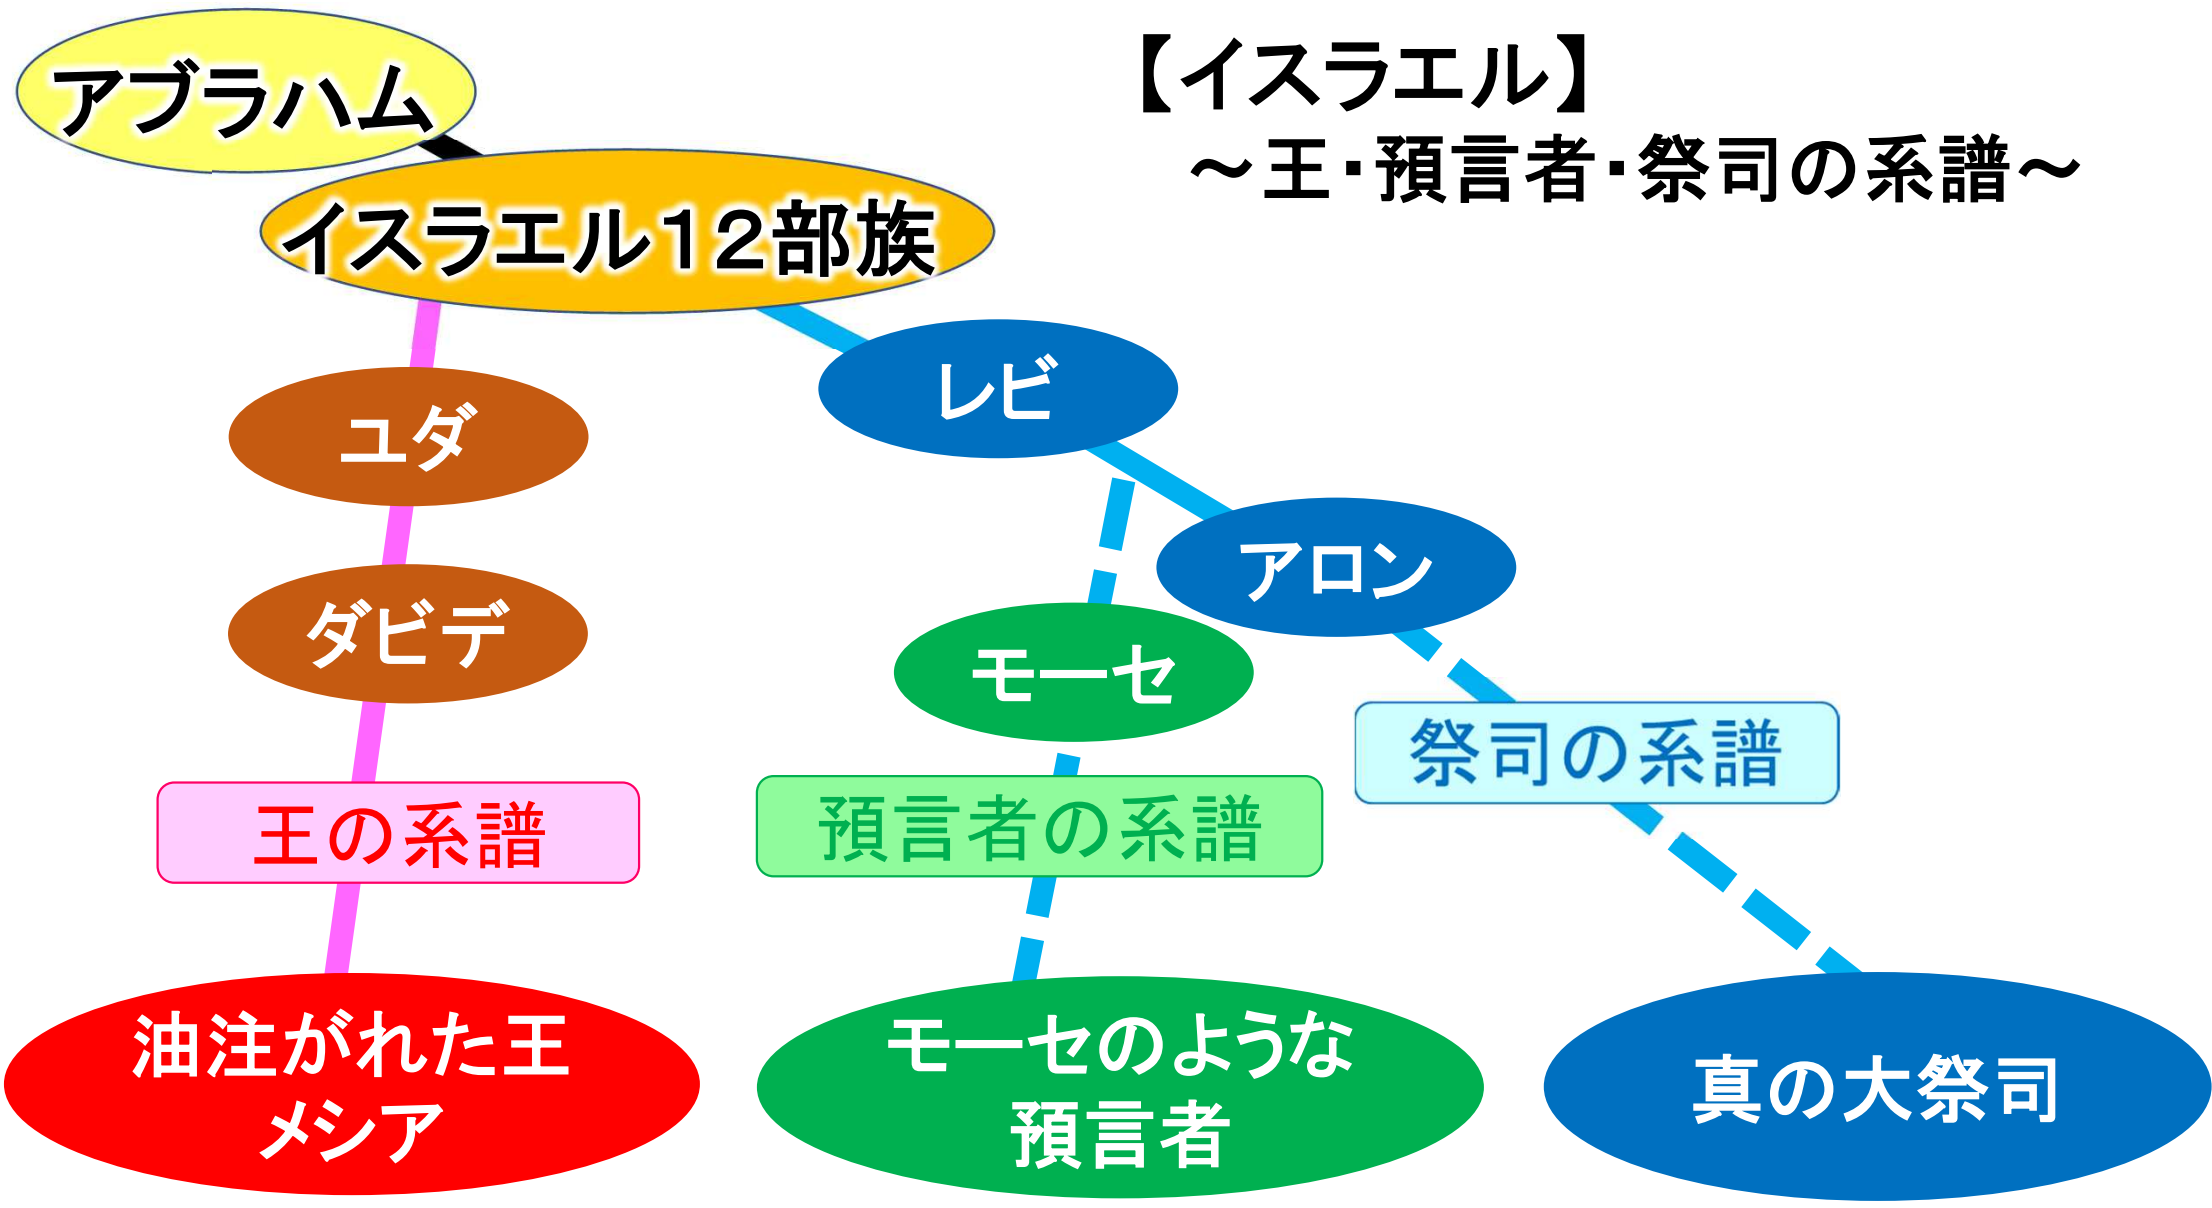 【イスラエル】
～王・預言者・祭司の系譜～
アブラハム
イスラエル１２部族
レビ
ユダ
アロン
ダビデ
モーセ
祭司の系譜
王の系譜
預言者の系譜
油注がれた王
メシア
モーセのような
預言者
真の大祭司